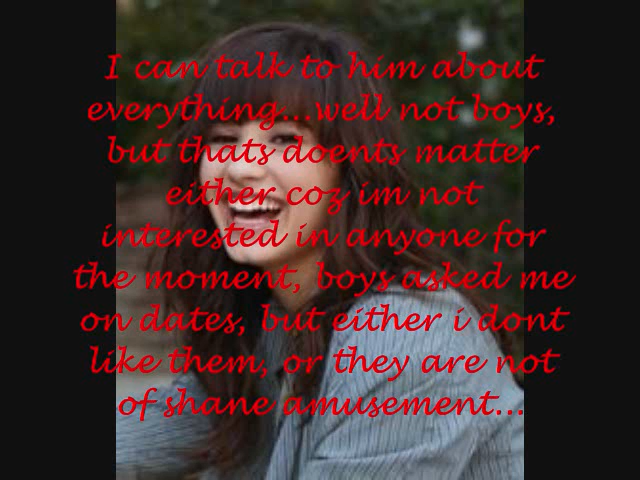 I can talk to him about
everything...well not boys,
but thats doents matter
either coz im not
interested in anyone for
the moment, boys asked me
on dates, but either i dont
like them, or they are not
of shane amusement...